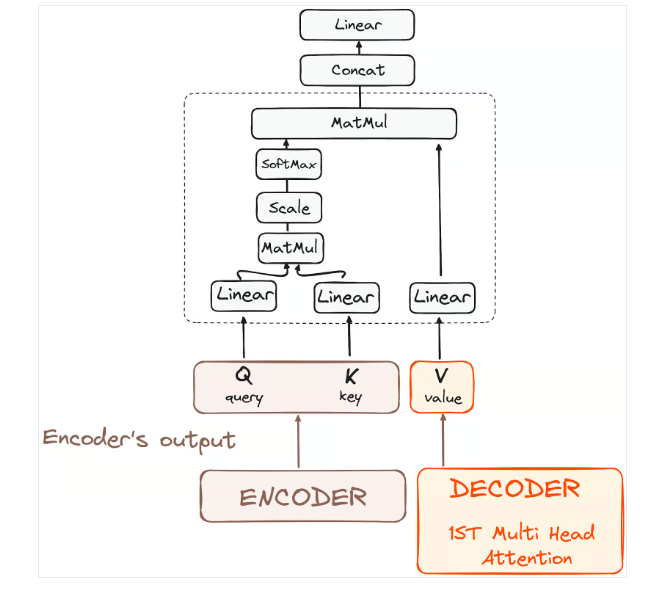 Linear
Concat
MatMul
SoftMax
Scale
MatMul
Linear
Linear
Linear
Q
K
V
query
key
value
Encoder's output
ENCODER
DECODER
1ST Multi Head
Attention